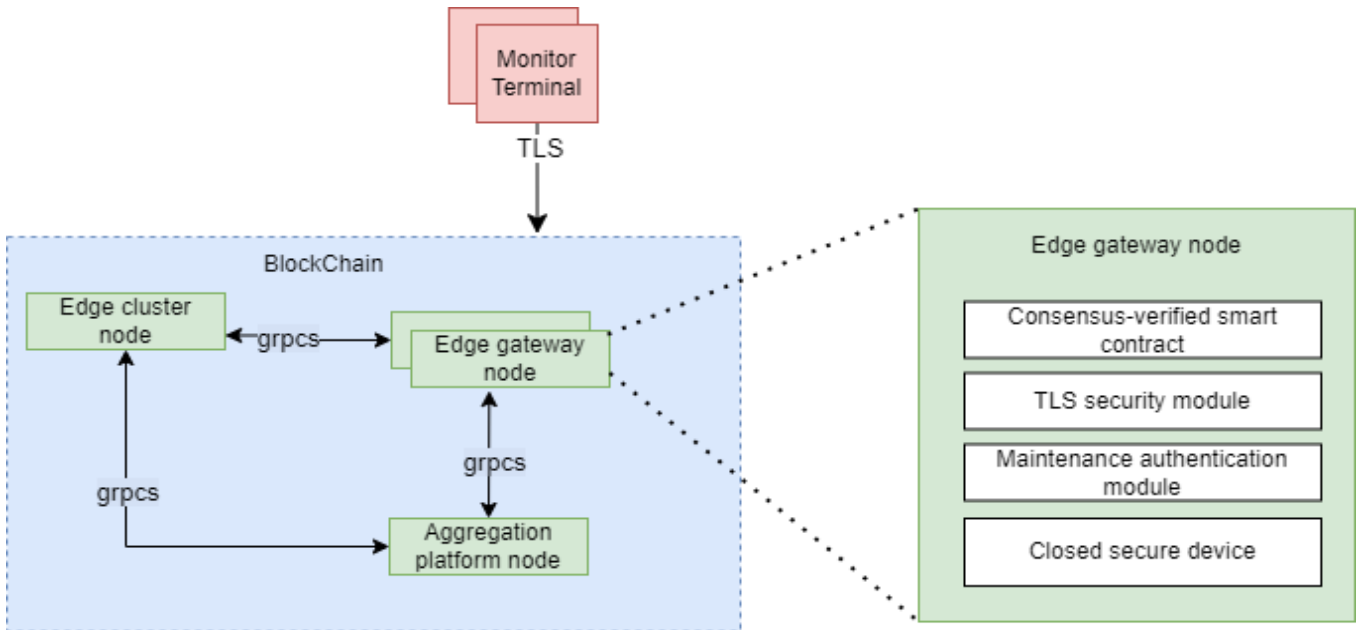 Monitor
Terminal
TLS
BlockChain
Edge cluster
node
grpcs
Edge gateway
node
grpcs
grpcs
Aggregation
platform node
Edge gateway node
Consensus-verified smart
contract
TLS security module
Maintenance authentication
module
Closed secure device